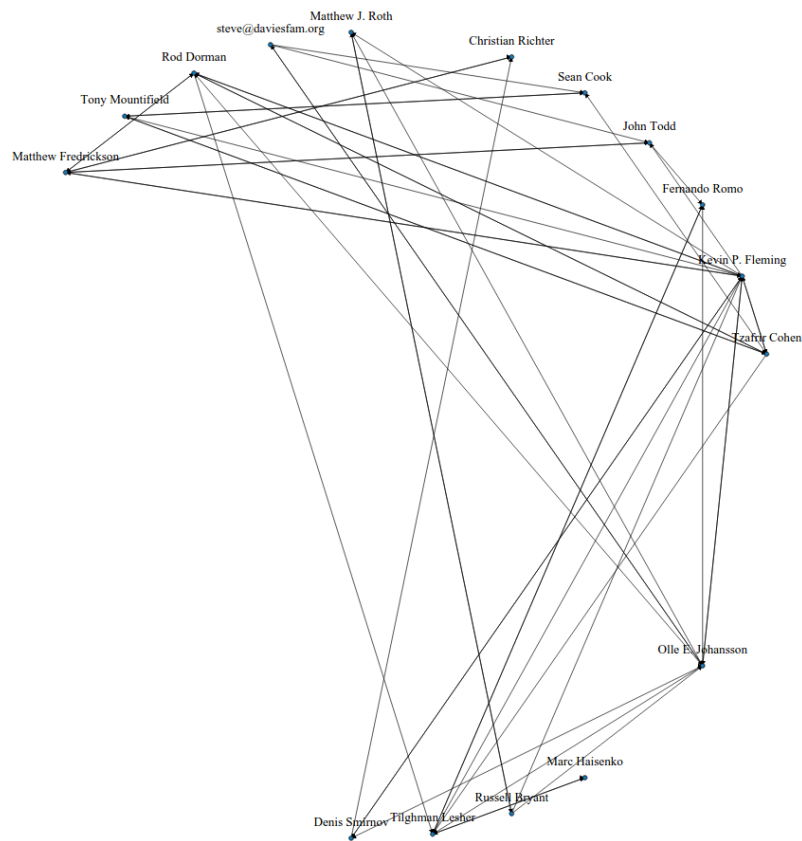 Matthew J. Roth
steve@daviesfam.org
Christian Richter
Rod Dorman
Sean Cook
Tony Mountifield
John Todd
Matthew Fredrickson
Fernando Romo
Kevin P. Fleming
Tzafrir Cohen
Olle E. Johansson
Marc Haisenko
Russell Bryant
Tilghman Lesher
Denis Smirnov